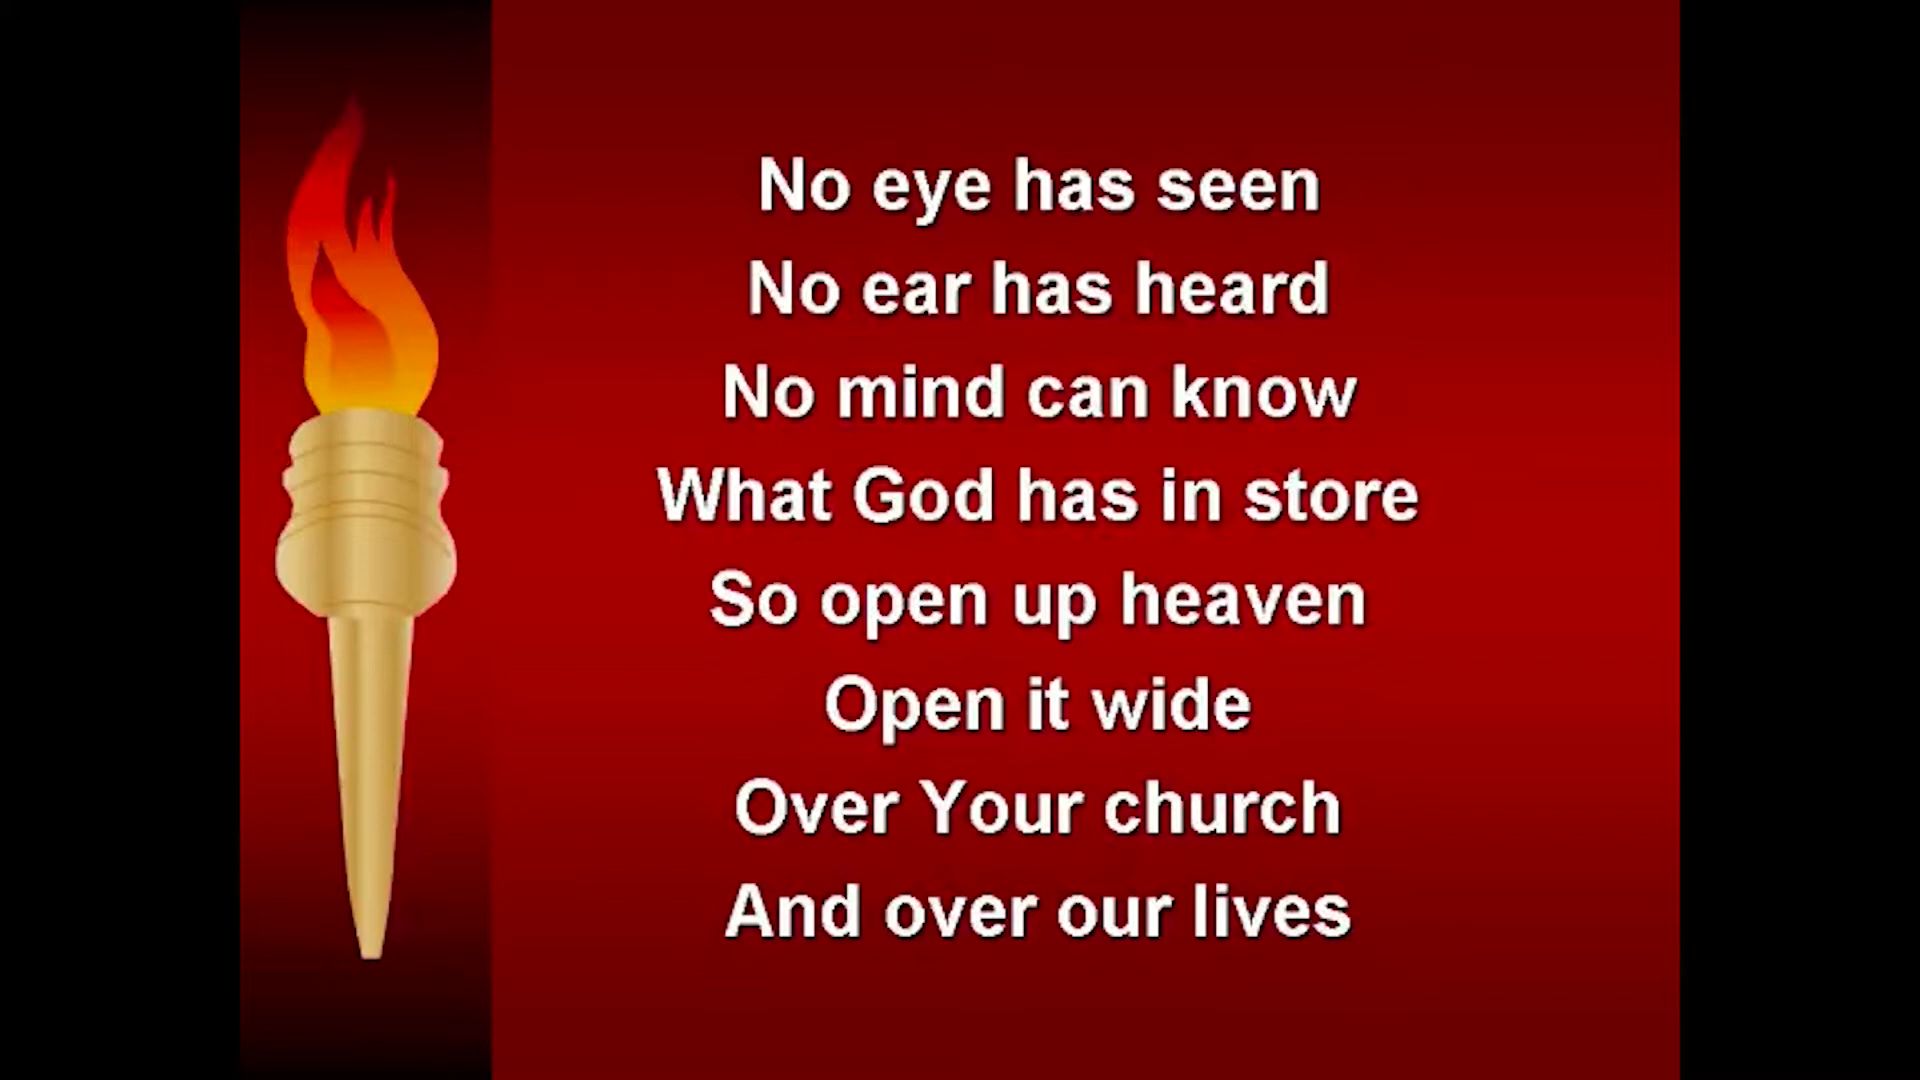 No eye has seen
No ear has heard
No mind can know
What God has in store
So open up heaven
Open it wide
Over Your church
And over our lives